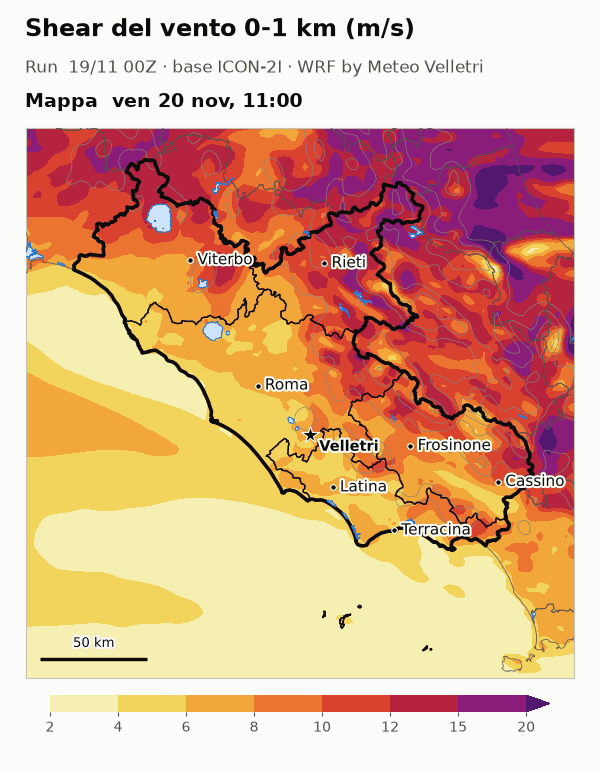 Shear del vento 0-1 km (m/s)
Run  19/11 00Z · base ICON-2I · WRF by Meteo Velletri
Mappa  ven 20 nov, 11:00
Viterbo
Rieti
Roma
Velletri
Frosinone
Latina
Cassino
Terracina
50 km
2 4 6 8 10 12 15 20